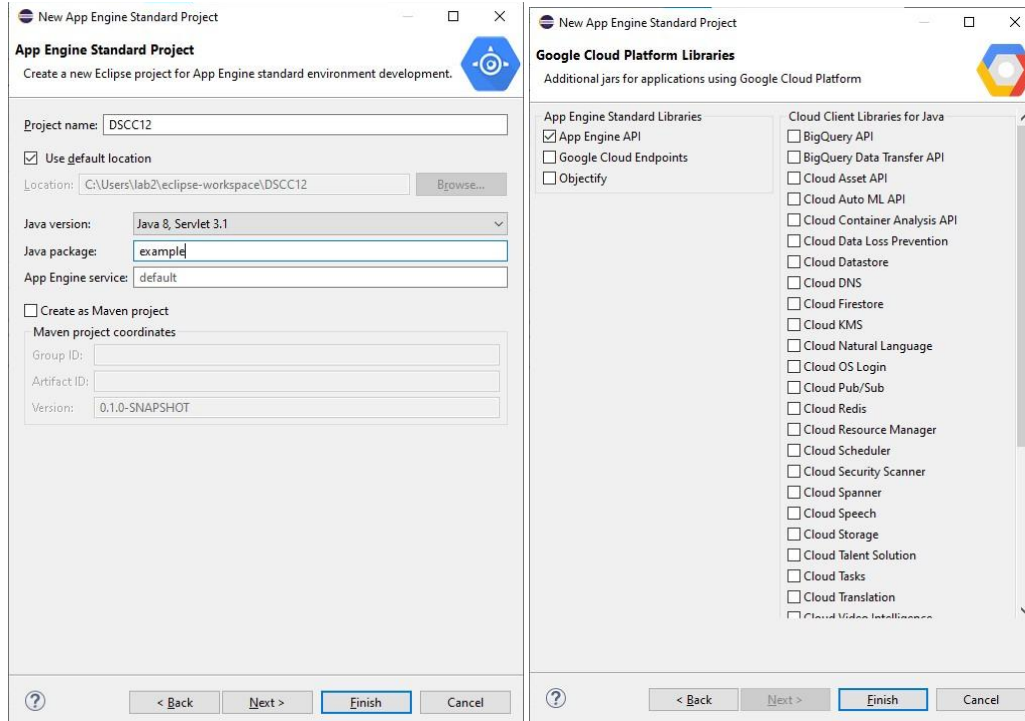 New App Engine Standard Project
App Engine Standard Project
Create a new Eclipse project for App Engine standard environment development.
Project name: DSCC12
Use default location
Location: C:\Users\lab2\eclipse-workspace\DSCC12 Browse...
Java version: Java 8, Servlet 3.1
Java package: example
App Engine service: default
Create as Maven project
Maven project coordinates
Group ID:
Artifact ID:
Version: 0.1.0-SNAPSHOT
< Back Next > Finish Cancel
New App Engine Standard Project
Google Cloud Platform Libraries
Additional jars for applications using Google Cloud Platform
App Engine Standard Libraries
App Engine API
Google Cloud Endpoints
Objectify
Cloud Client Libraries for Java
BigQuery API
BigQuery Data Transfer API
Cloud Asset API
Cloud Auto ML API
Cloud Container Analysis API
Cloud Data Loss Prevention
Cloud Datastore
Cloud DNS
Cloud Firestore
Cloud KMS
Cloud Natural Language
Cloud OS Login
Cloud Pub/Sub
Cloud Redis
Cloud Resource Manager
Cloud Scheduler
Cloud Security Scanner
Cloud Spanner
Cloud Speech
Cloud Storage
Cloud Talent Solution
Cloud Tasks
Cloud Translation
Cloud Video Intelligence
< Back Next > Finish Cancel